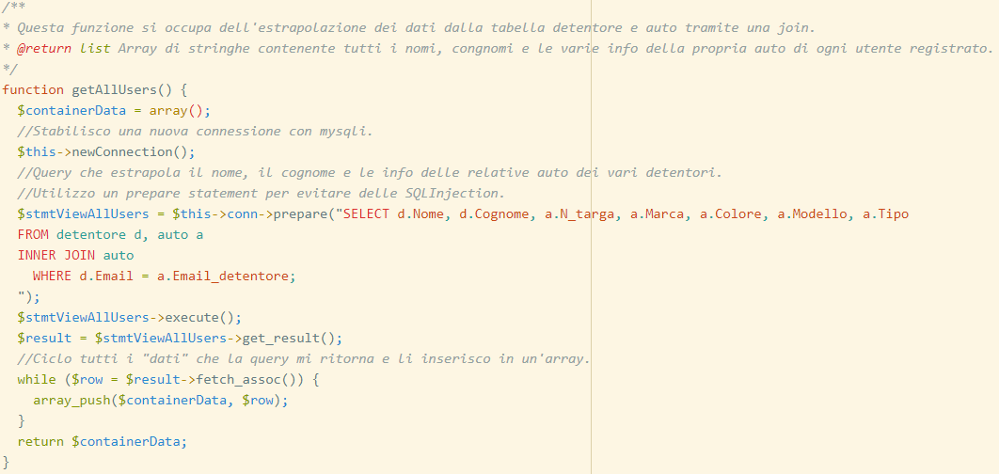 /**
* Questa funzione si occupa dell'estrapolazione dei dati dalla tabella detentore e auto tramite una join.
* @return list Array di stringhe contenente tutti i nomi, congnomi e le varie info della propria auto di ogni utente registrato.
*/
function getAllUsers() {
  $containerData = array();
  //Stabilisco una nuova connessione con mysqli.
  $this->newConnection();
  //Query che estrapola il nome, il cognome e le info delle relative auto dei vari detentori.
  //Utilizzo un prepare statement per evitare delle SQLInjection.
  $stmtViewAllUsers = $this->conn->prepare("SELECT d.Nome, d.Cognome, a.N_targa, a.Marca, a.Colore, a.Modello, a.Tipo
  FROM detentore d, auto a
  INNER JOIN auto
    WHERE d.Email = a.Email_detentore;
  ");
  $stmtViewAllUsers->execute();
  $result = $stmtViewAllUsers->get_result();
  //Ciclo tutti i "dati" che la query mi ritorna e li inserisco in un'array.
  while ($row = $result->fetch_assoc()) {
    array_push($containerData, $row);
  }
  return $containerData;
}